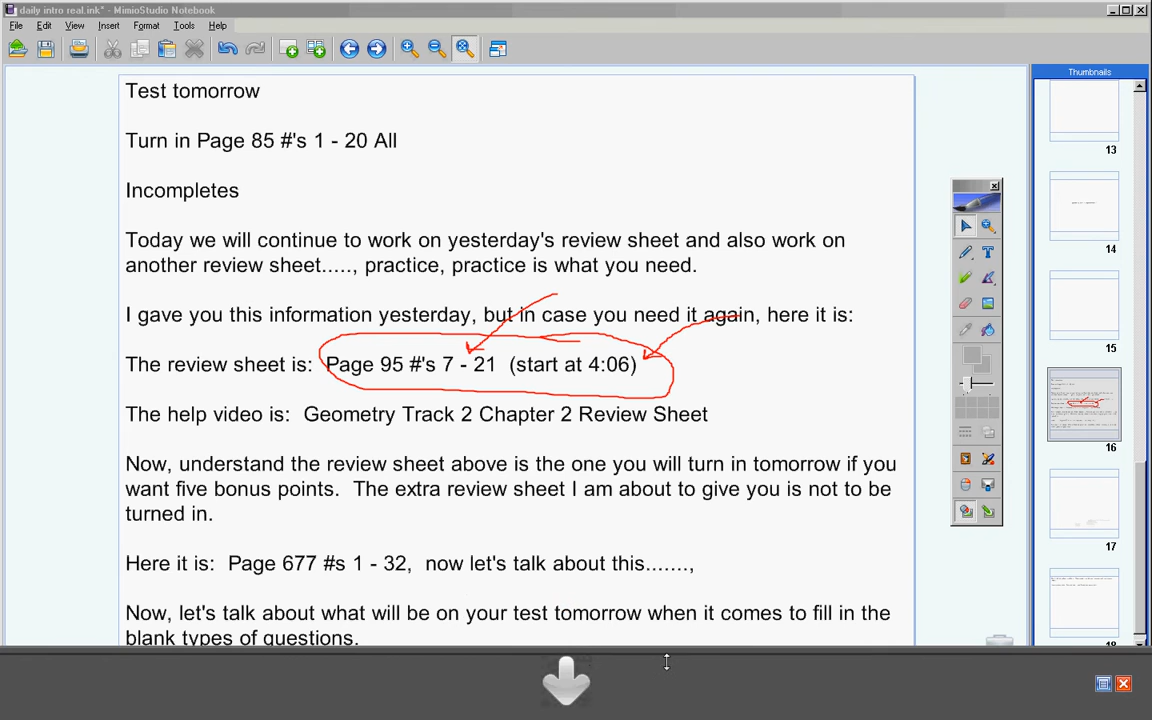 daily intro real.ink* - MimioStudio Notebook
File Edit View Insert Format Tools Help
Test tomorrow
Turn in Page 85 #'s 1 - 20 All
Incompletes
Today we will continue to work on yesterday's review sheet and also work on
another review sheet....., practice, practice is what you need.
I gave you this information yesterday, but in case you need it again, here it is:
The review sheet is:  Page 95 #'s 7 - 21  (start at 4:06)
The help video is:  Geometry Track 2 Chapter 2 Review Sheet
Now, understand the review sheet above is the one you will turn in tomorrow if you
want five bonus points.  The extra review sheet I am about to give you is not to be
turned in.
Here it is:  Page 677 #s 1 - 32,  now let's talk about this.......,
Now, let's talk about what will be on your test tomorrow when it comes to fill in the
blank types of questions.
Thumbnails
13
14
15
16
17
18